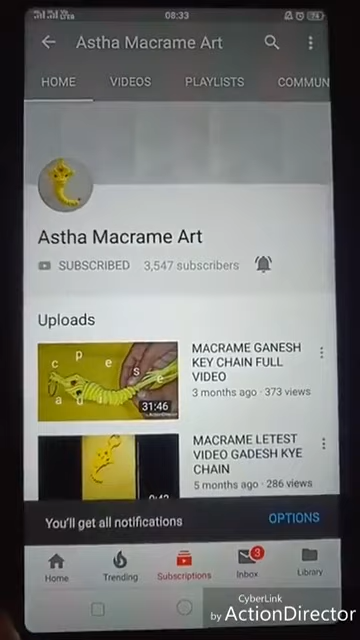 08:33
Astha Macrame Art
HOME VIDEOS PLAYLISTS COMMUN
Astha Macrame Art
SUBSCRIBED 3,547 subscribers
Uploads
MACRAME GANESH
KEY CHAIN FULL
VIDEO
3 months ago · 373 views
c p e s e
a d i
31:46
MACRAME LETEST
VIDEO GADESH KYE
CHAIN
5 months ago · 286 views
You'll get all notifications OPTIONS
3
Home Trending Subscriptions Inbox Library
CyberLink
by ActionDirector